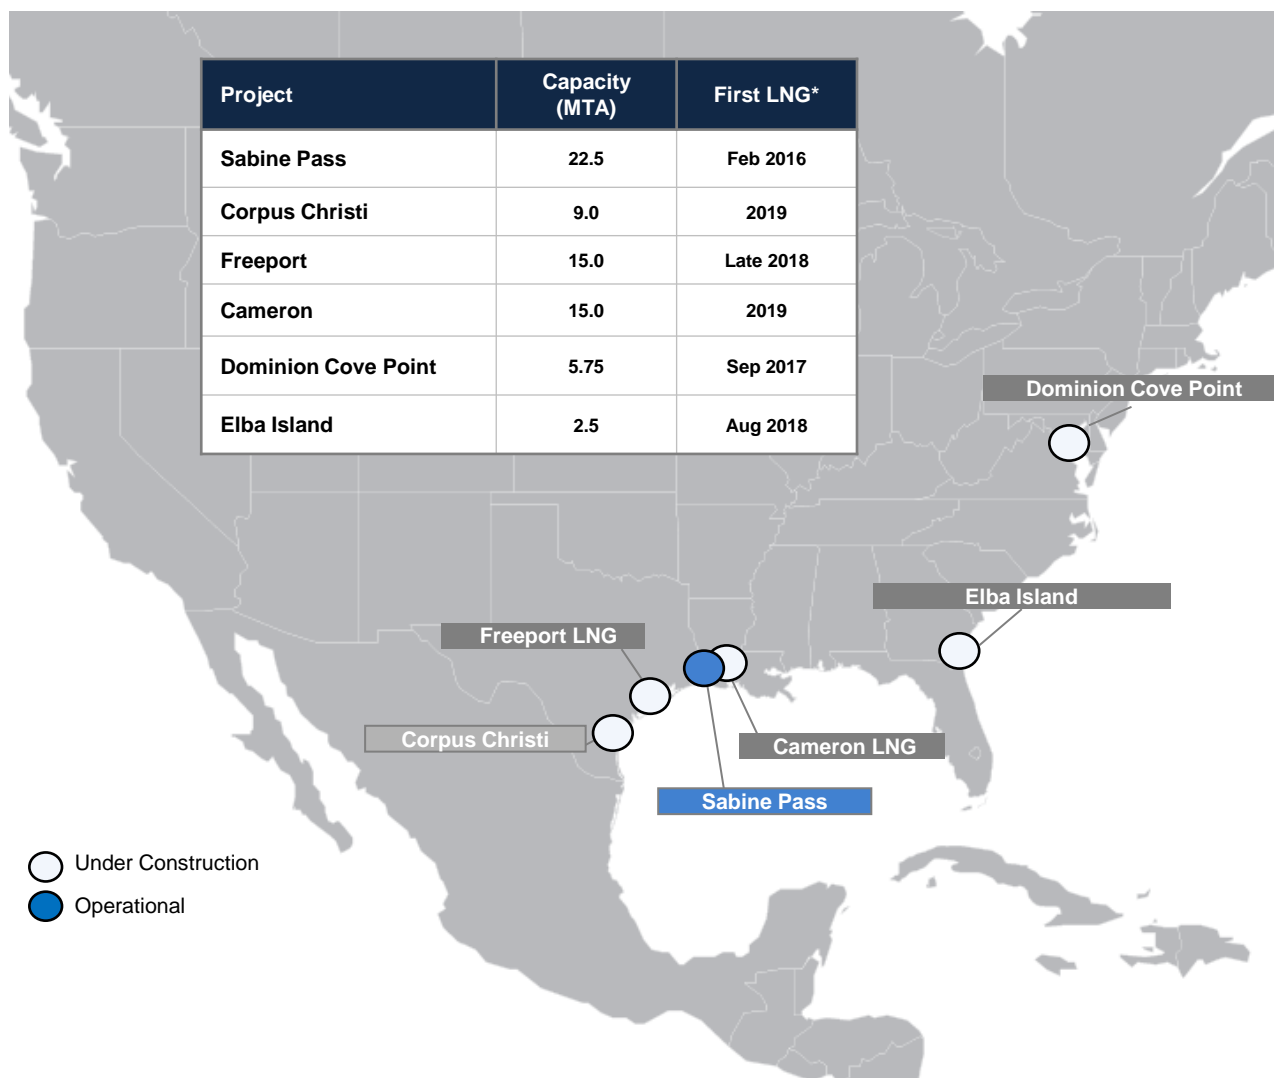 Project
Capacity
(MTA)
First LNG*
Sabine Pass
22.5
Feb 2016
Corpus Christi
9.0
2019
Freeport
15.0
Late 2018
Cameron
15.0
2019
Dominion Cove Point
5.75
Sep 2017
Elba Island
2.5
Aug 2018
Dominion Cove Point
Elba Island
Freeport LNG
Corpus Christi
Cameron LNG
Sabine Pass
Under Construction
Operational